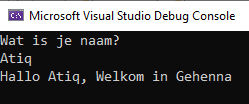 Microsoft Visual Studio Debug Console
Wat is je naam?
Atiq
Hallo Atiq, Welkom in Gehenna